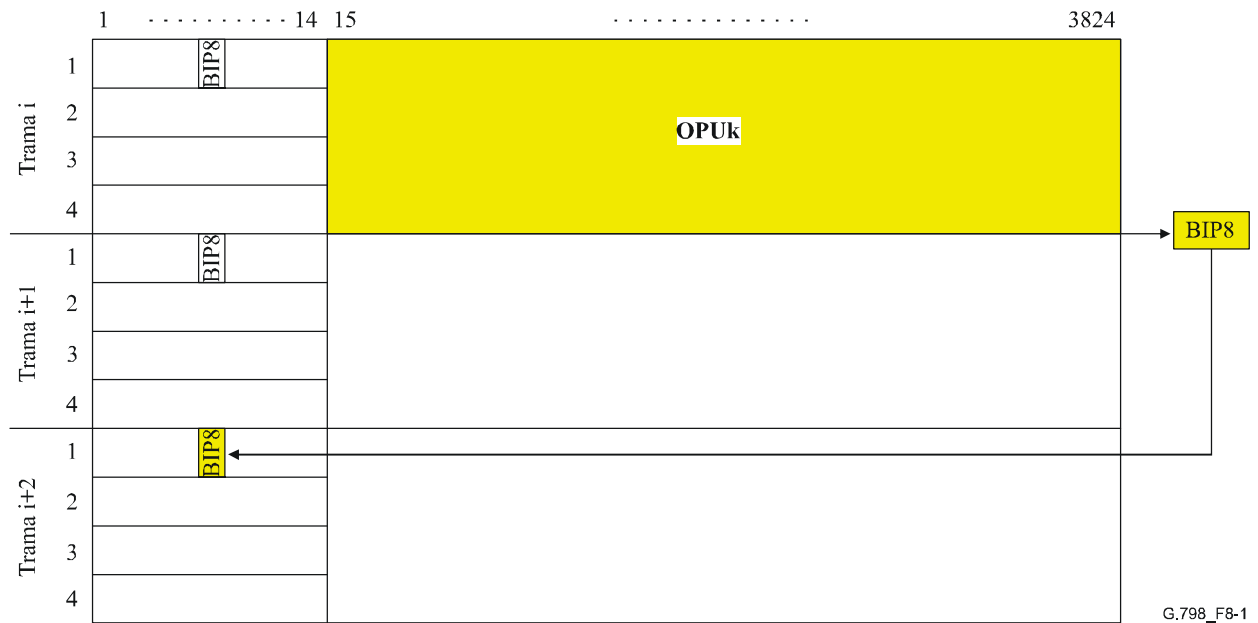 1 . . . . . . . . . . . 14 15 . . . . . . . . . . . . . . 3824
Trama i
1 BIP8
2
3
4
OPUk
BIP8
Trama i+1
1 BIP8
2
3
4
Trama i+2
1 BIP8
2
3
4
G.798_F8-1